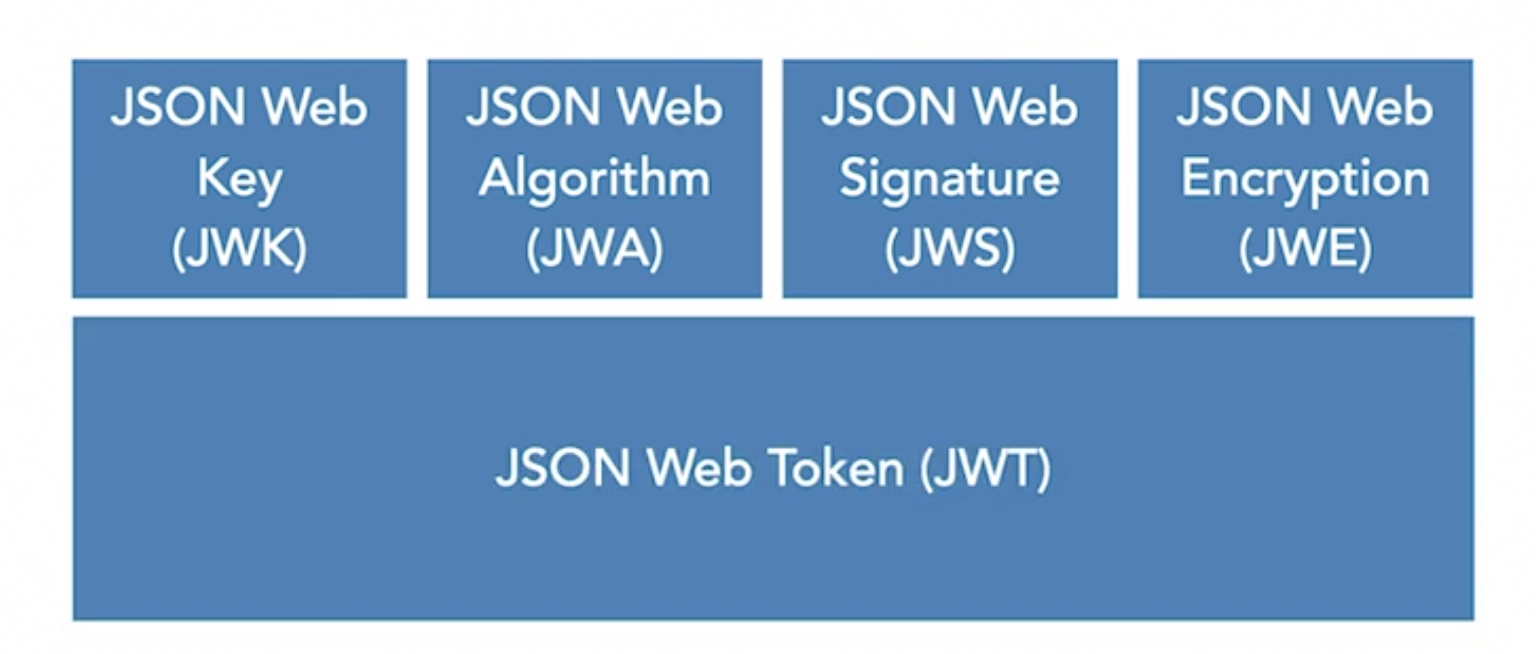 JSON Web
Key
(JWK)
JSON Web
Algorithm
(JWA)
JSON Web
Signature
(JWS)
JSON Web
Encryption
(JWE)
JSON Web Token (JWT)